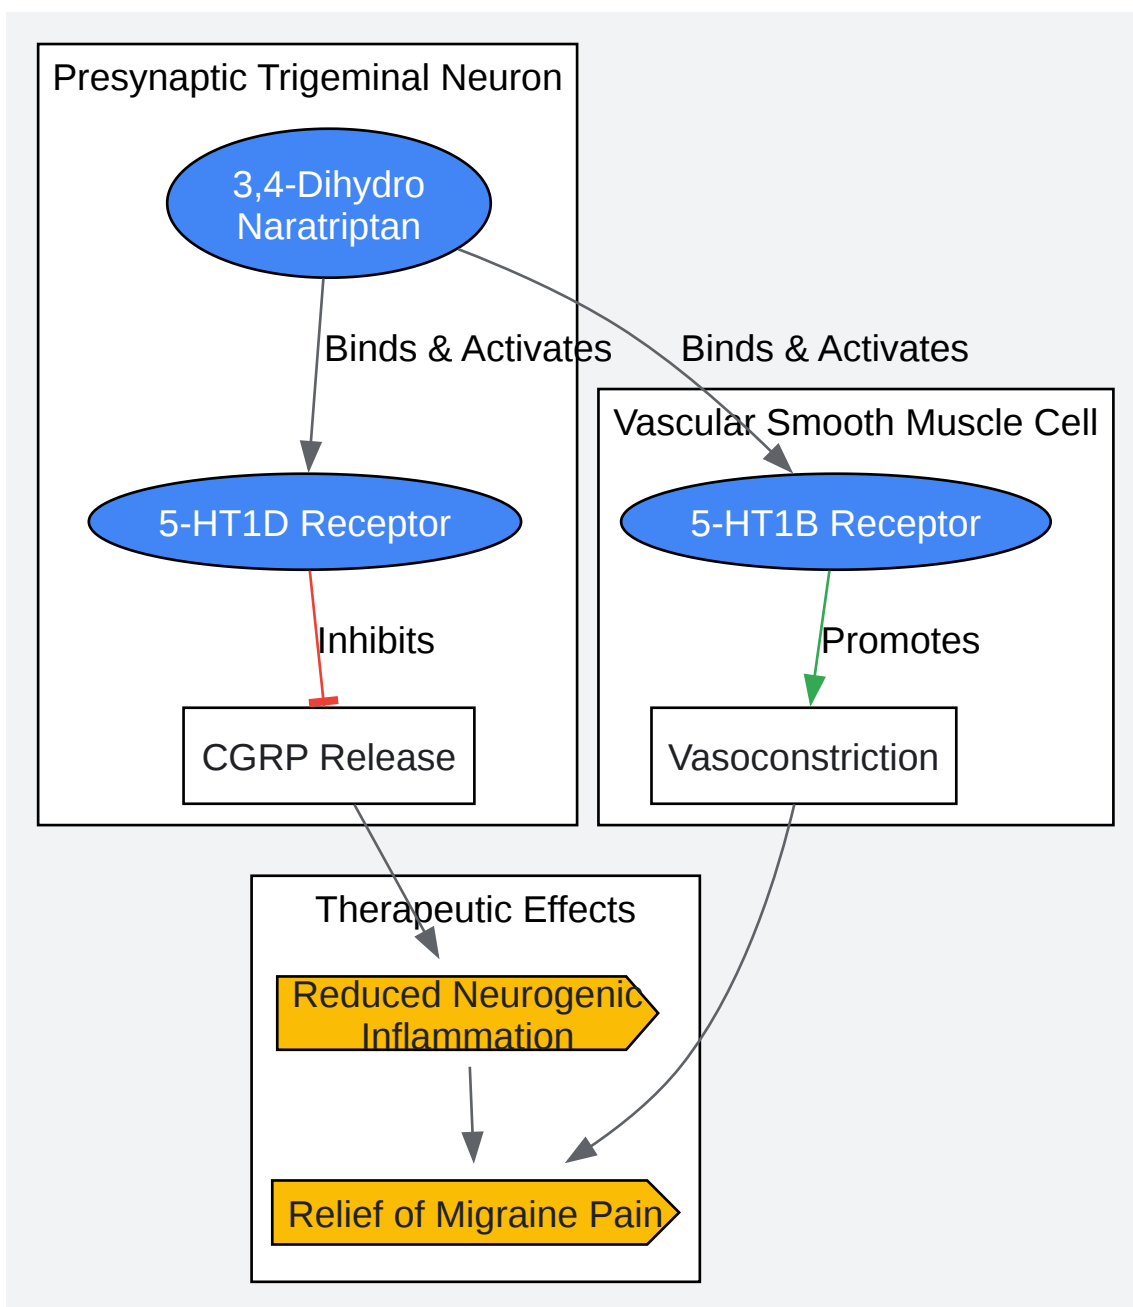 Presynaptic Trigeminal Neuron
3,4-Dihydro
Naratriptan
Binds & Activates
Binds & Activates
Vascular Smooth Muscle Cell
5-HT1D Receptor
5-HT1B Receptor
Inhibits
Promotes
CGRP Release
Vasoconstriction
Therapeutic Effects
Reduced Neurogenic
Inflammation
Relief of Migraine Pain